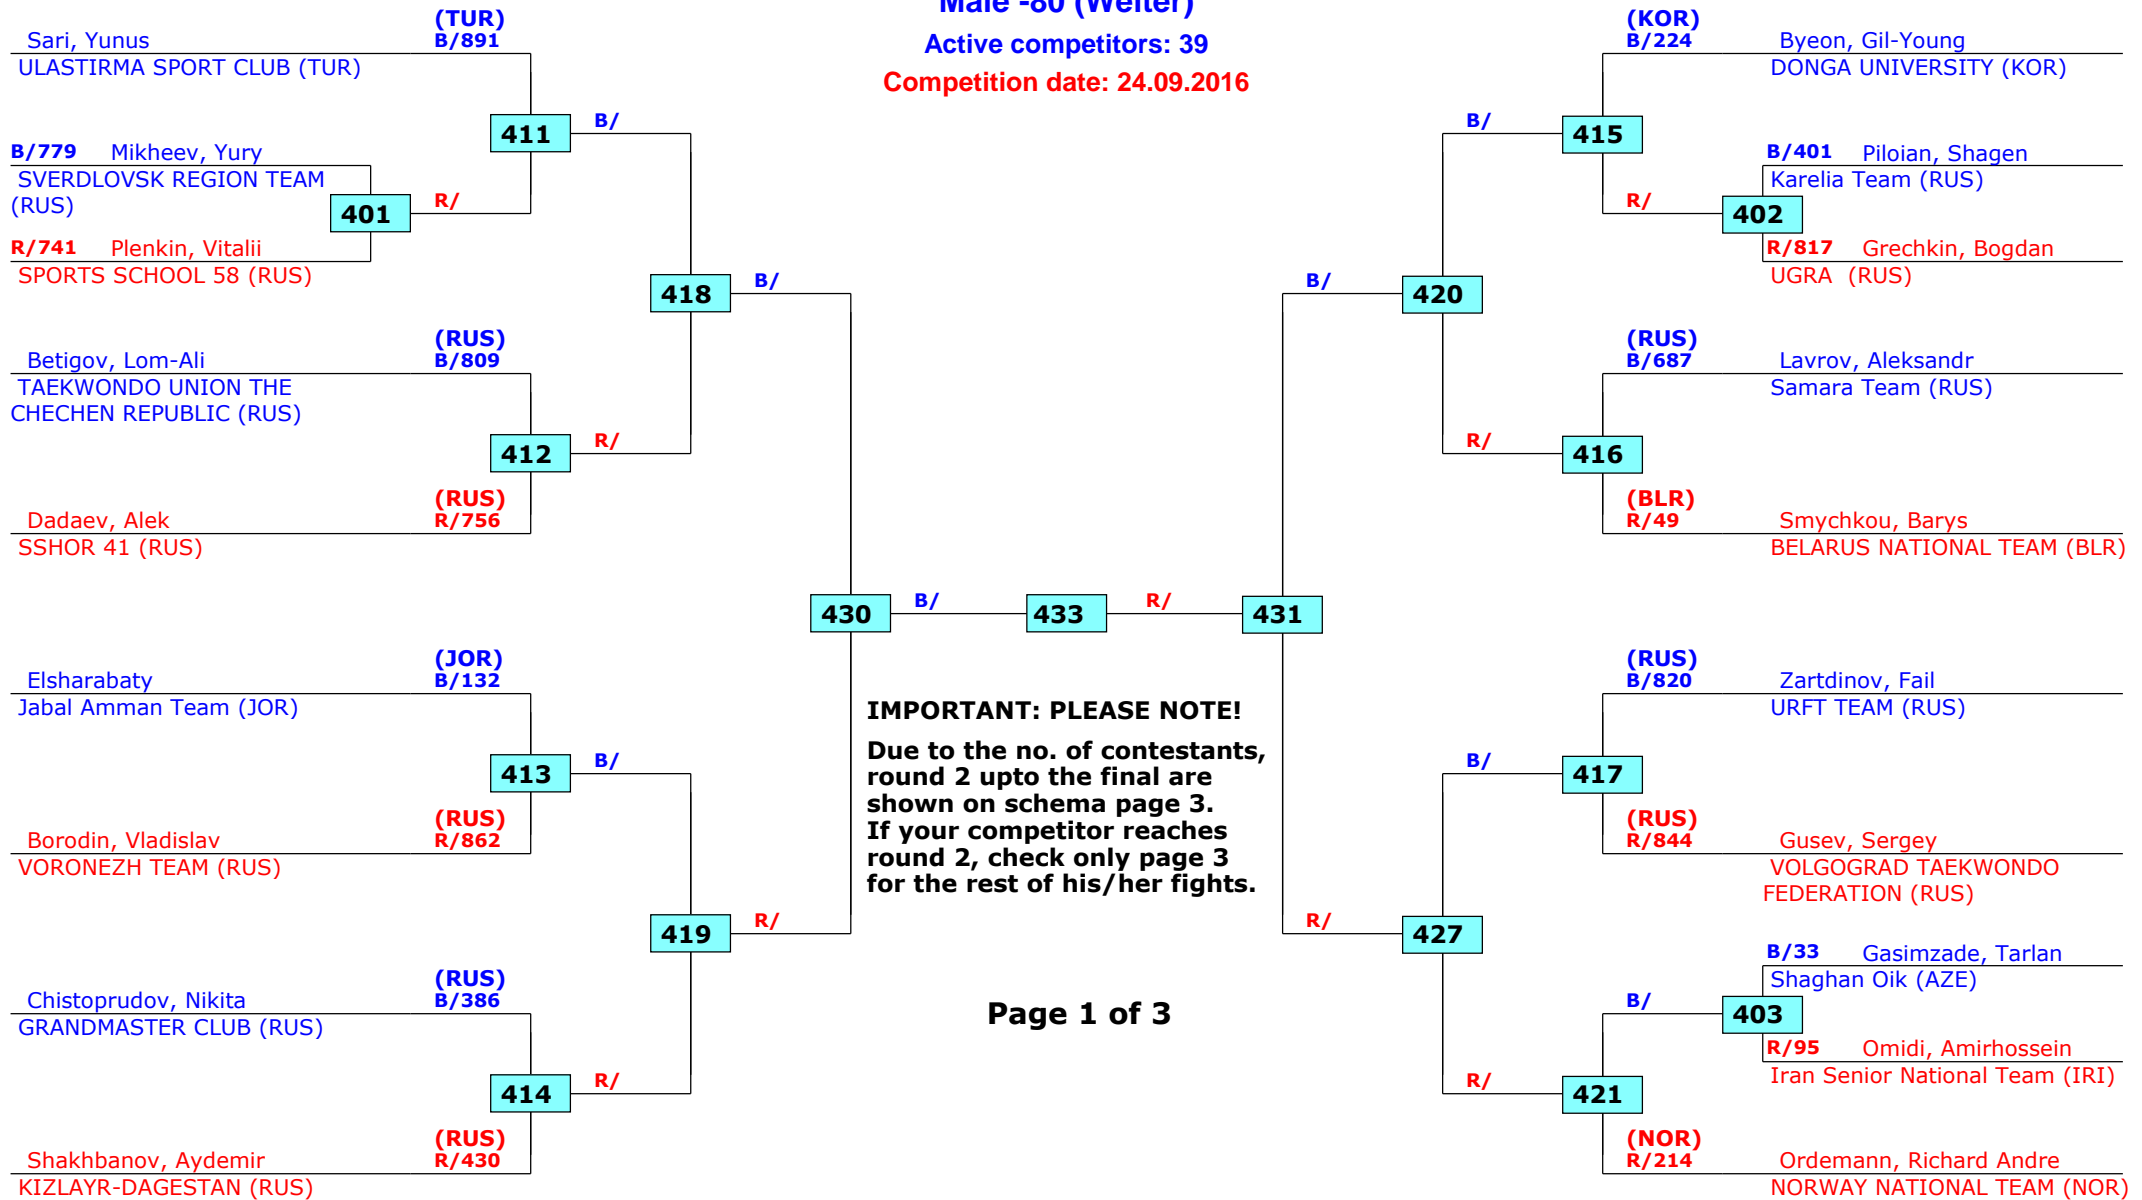 Male -80 (Welter)
Active competitors: 39
Competition date: 24.09.2016
(TUR)
Sari, Yunus B/891
ULASTIRMA SPORT CLUB (TUR)
411 B/
B/779 Mikheev, Yury
SVERDLOVSK REGION TEAM
(RUS)
401 R/
R/741 Plenkin, Vitalii
SPORTS SCHOOL 58 (RUS)
418 B/
(RUS)
Betigov, Lom-Ali B/809
TAEKWONDO UNION THE
CHECHEN REPUBLIC (RUS)
412 R/
(RUS)
Dadaev, Alek R/756
SSHOR 41 (RUS)
430 B/ 433 R/ 431
(JOR)
Elsharabaty B/132
Jabal Amman Team (JOR)
413 B/
(RUS)
Borodin, Vladislav R/862
VORONEZH TEAM (RUS)
419 R/
(RUS)
Chistoprudov, Nikita B/386
GRANDMASTER CLUB (RUS)
414 R/
(RUS)
Shakhbanov, Aydemir R/430
KIZLAYR-DAGESTAN (RUS)
IMPORTANT: PLEASE NOTE!
Due to the no. of contestants,
round 2 upto the final are
shown on schema page 3.
If your competitor reaches
round 2, check only page 3
for the rest of his/her fights.
Page 1 of 3
(KOR)
B/224 Byeon, Gil-Young
DONGA UNIVERSITY (KOR)
B/ 415
B/401 Piloian, Shagen
Karelia Team (RUS)
R/ 402
R/817 Grechkin, Bogdan
UGRA (RUS)
B/ 420
(RUS)
B/687 Lavrov, Aleksandr
Samara Team (RUS)
R/ 416
(BLR)
R/49 Smychkou, Barys
BELARUS NATIONAL TEAM (BLR)
(RUS)
B/820 Zartdinov, Fail
URFT TEAM (RUS)
B/ 417
(RUS)
R/844 Gusev, Sergey
VOLGOGRAD TAEKWONDO
FEDERATION (RUS)
R/ 427
B/33 Gasimzade, Tarlan
Shaghan Oik (AZE)
B/ 403
R/95 Omidi, Amirhossein
Iran Senior National Team (IRI)
R/ 421
(NOR)
R/214 Ordemann, Richard Andre
NORWAY NATIONAL TEAM (NOR)